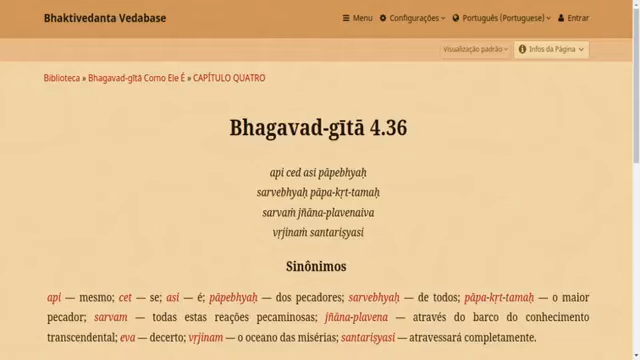 Bhaktivedanta Vedabase
Menu Configurações Português (Portuguese) Entrar
Visualização padrão Infos da Página
Biblioteca » Bhagavad-gītā Como Ele É » CAPÍTULO QUATRO
Bhagavad-gītā 4.36
api ced asi pāpebhyaḥ
sarvebhyaḥ pāpa-kṛt-tamaḥ
sarvaṁ jñāna-plavenaiva
vṛjinaṁ santariṣyasi
Sinônimos
api — mesmo; cet — se; asi — é; pāpebhyaḥ — dos pecadores; sarvebhyaḥ — de todos; pāpa-kṛt-tamaḥ — o maior
pecador; sarvam — todas estas reações pecaminosas; jñāna-plavena — através do barco do conhecimento
transcendental; eva — decerto; vṛjinam — o oceano das misérias; santariṣyasi — atravessará completamente.